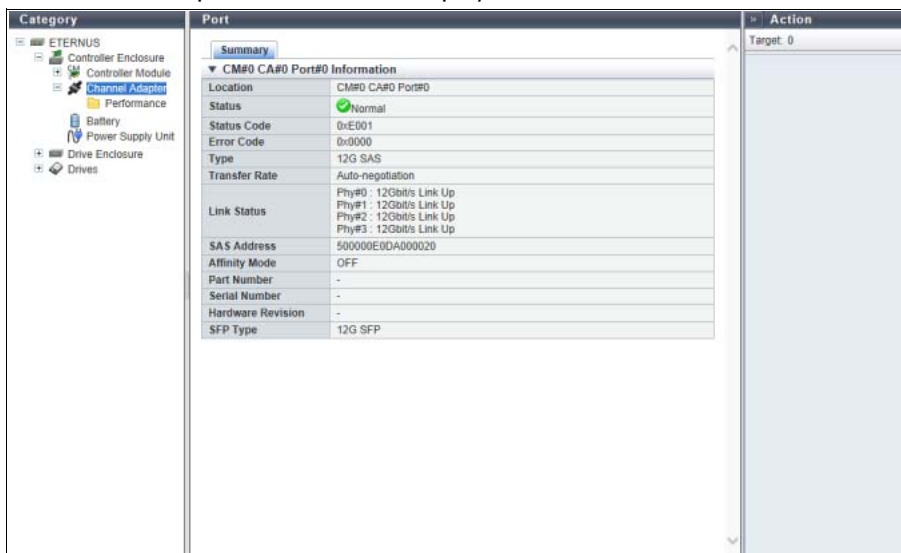 Category
ETERNUS
Controller Enclosure
Controller Module
Channel Adapter
Performance
Battery
Power Supply Unit
Drive Enclosure
Drives
Port
Summary
▼ CM#0 CA#0 Port#0 Information
Location CM#0 CA#0 Port#0
Status Normal
Status Code 0xE001
Error Code 0x0000
Type 12G SAS
Transfer Rate Auto-negotiation
Link Status
Phy#0 : 12Gbit/s Link Up
Phy#1 : 12Gbit/s Link Up
Phy#2 : 12Gbit/s Link Up
Phy#3 : 12Gbit/s Link Up
SAS Address 500000E0DA000020
Affinity Mode OFF
Part Number -
Serial Number -
Hardware Revision -
SFP Type 12G SFP
» Action
Target: 0